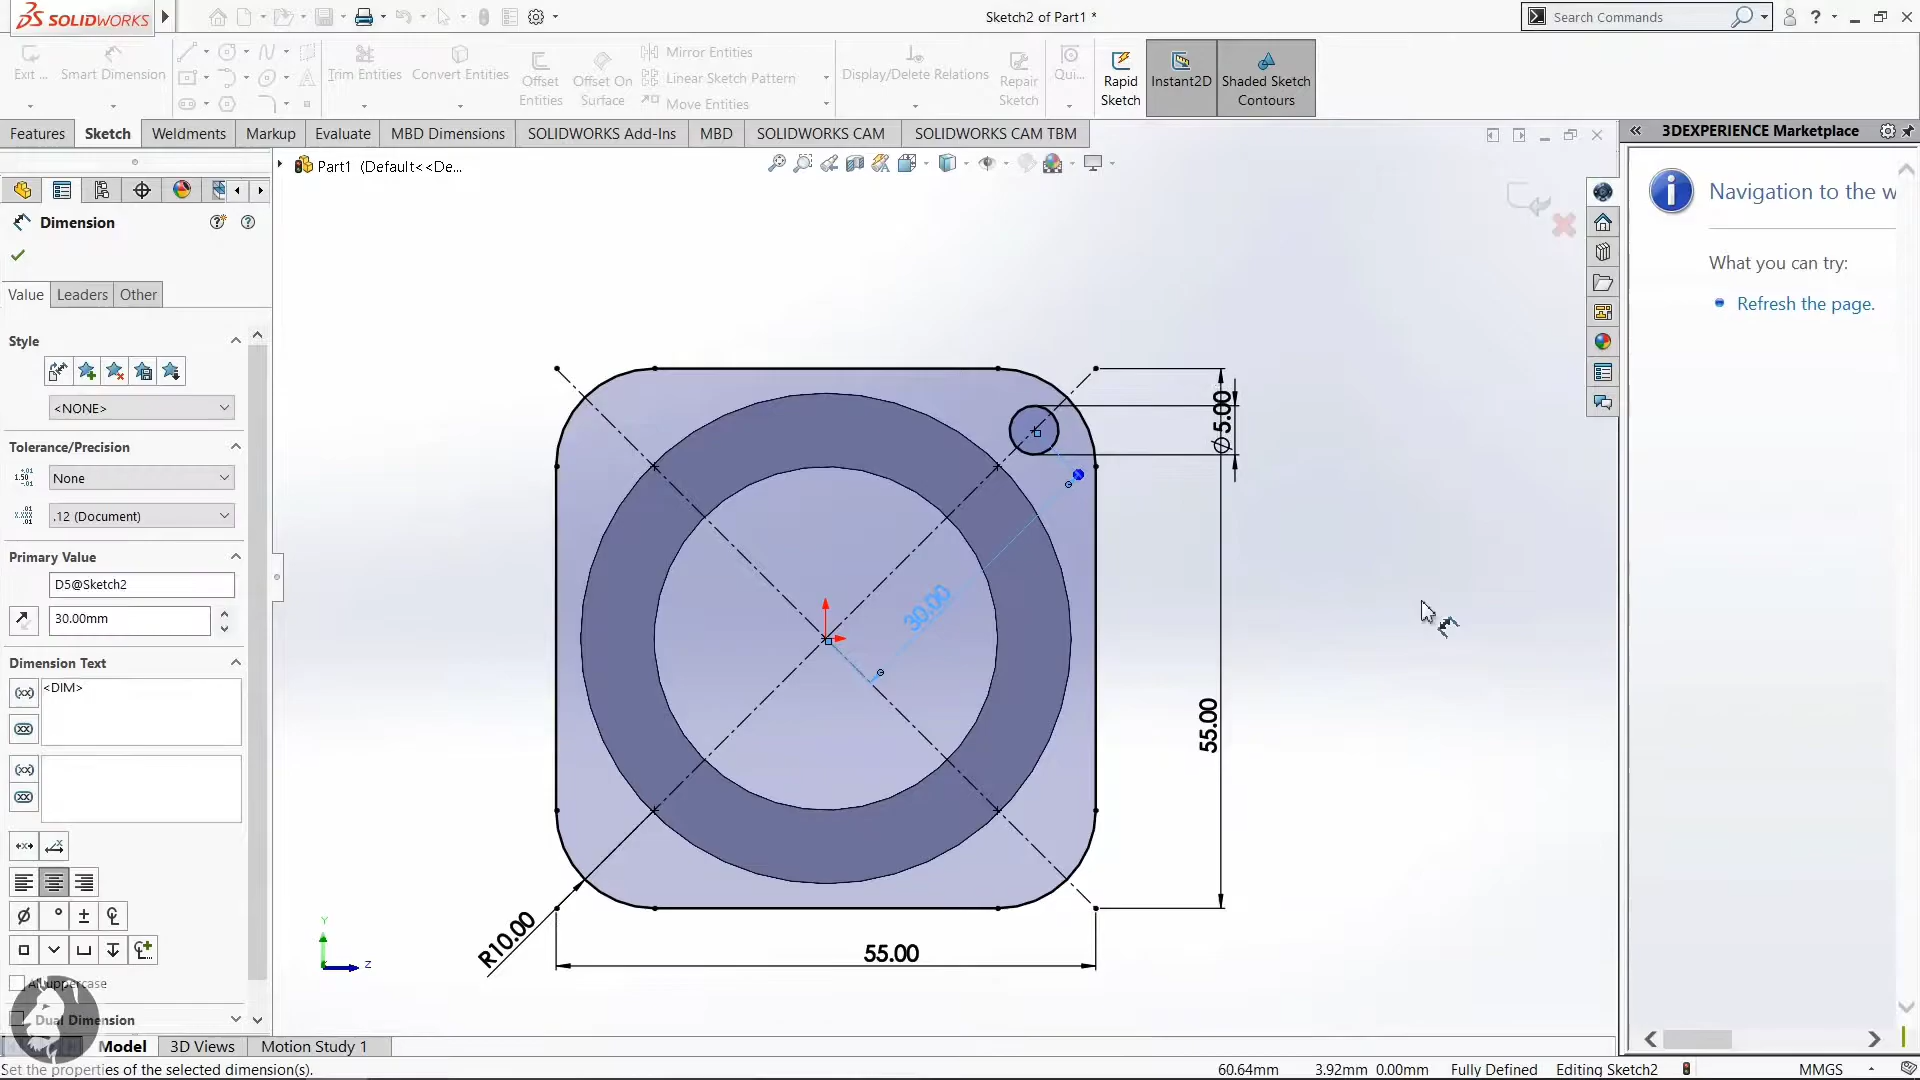 SOLIDWORKS
Sketch2 of Part1 *
Search Commands
Exit ...
Smart Dimension
Trim Entities
Convert Entities
Offset Entities
Offset On Surface
Mirror Entities
Linear Sketch Pattern
Move Entities
Display/Delete Relations
Repair Sketch
Qui...
Rapid Sketch
Instant2D
Shaded Sketch Contours
Features
Sketch
Weldments
Markup
Evaluate
MBD Dimensions
SOLIDWORKS Add-Ins
MBD
SOLIDWORKS CAM
SOLIDWORKS CAM TBM
3DEXPERIENCE Marketplace
Part1 (Default<<De...
Navigation to the w
What you can try:
Refresh the page.
Dimension
Value
Leaders
Other
Style
<NONE>
Tolerance/Precision
None
.12 (Document)
Primary Value
D5@Sketch2
30.00mm
Dimension Text
<DIM>
All uppercase
Dual Dimension
∅5.00
30.00
55.00
R10.00
55.00
Y
Z
Model
3D Views
Motion Study 1
Set the properties of the selected dimension(s).
60.64mm
3.92mm
0.00mm
Fully Defined
Editing Sketch2
MMGS